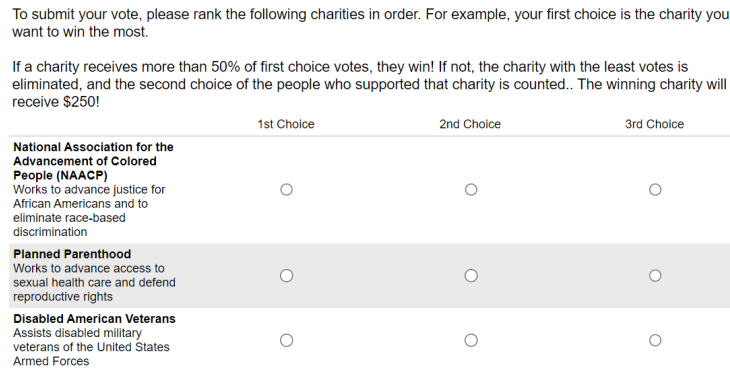 To submit your vote, please rank the following charities in order. For example, your first choice is the charity you
want to win the most.
If a charity receives more than 50% of first choice votes, they win! If not, the charity with the least votes is
eliminated, and the second choice of the people who supported that charity is counted.. The winning charity will
receive $250!
1st Choice 2nd Choice 3rd Choice
National Association for the
Advancement of Colored
People (NAACP)
Works to advance justice for
African Americans and to
eliminate race-based
discrimination
Planned Parenthood
Works to advance access to
sexual health care and defend
reproductive rights
Disabled American Veterans
Assists disabled military
veterans of the United States
Armed Forces